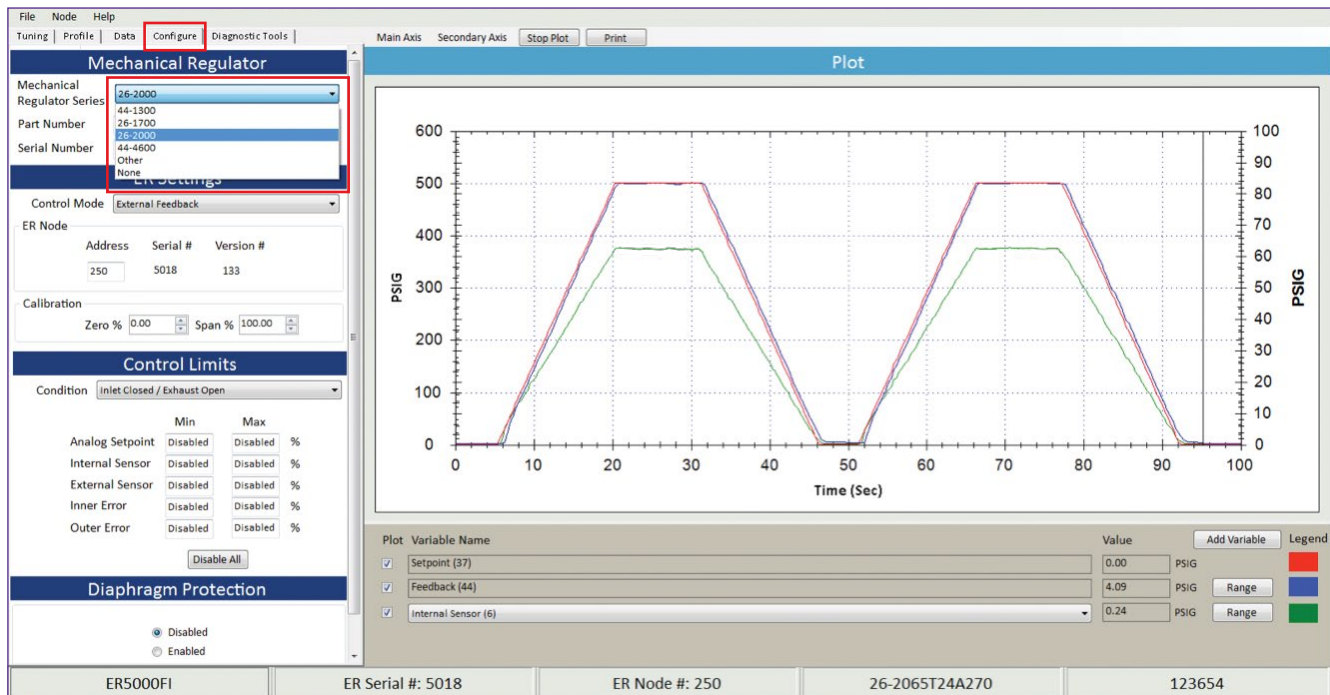 File Node Help
Tuning Profile Data Configure Diagnostic Tools
Mechanical Regulator
Mechanical Regulator Series
26-2000
44-1300
26-1700
26-2000
44-4600
Other
None
Part Number
Serial Number
ER Settings
Control Mode External Feedback
ER Node
Address Serial # Version #
250 5018 133
Calibration
Zero % 0.00 Span % 100.00
Control Limits
Condition Inlet Closed / Exhaust Open
Min Max
Analog Setpoint Disabled Disabled %
Internal Sensor Disabled Disabled %
External Sensor Disabled Disabled %
Inner Error Disabled Disabled %
Outer Error Disabled Disabled %
Disable All
Diaphragm Protection
Disabled
Enabled
Main Axis Secondary Axis Stop Plot Print
Plot
600
500
400
300
200
100
0
PSIG
100
90
80
70
60
50
40
30
20
10
0
PSIG
0 10 20 30 40 50 60 70 80 90 100
Time (Sec)
Plot Variable Name Value Add Variable Legend
Setpoint (37) 0.00 PSIG
Feedback (44) 4.09 PSIG Range
Internal Sensor (6) 0.24 PSIG Range
ER5000FI ER Serial #: 5018 ER Node #: 250 26-2065T24A270 123654